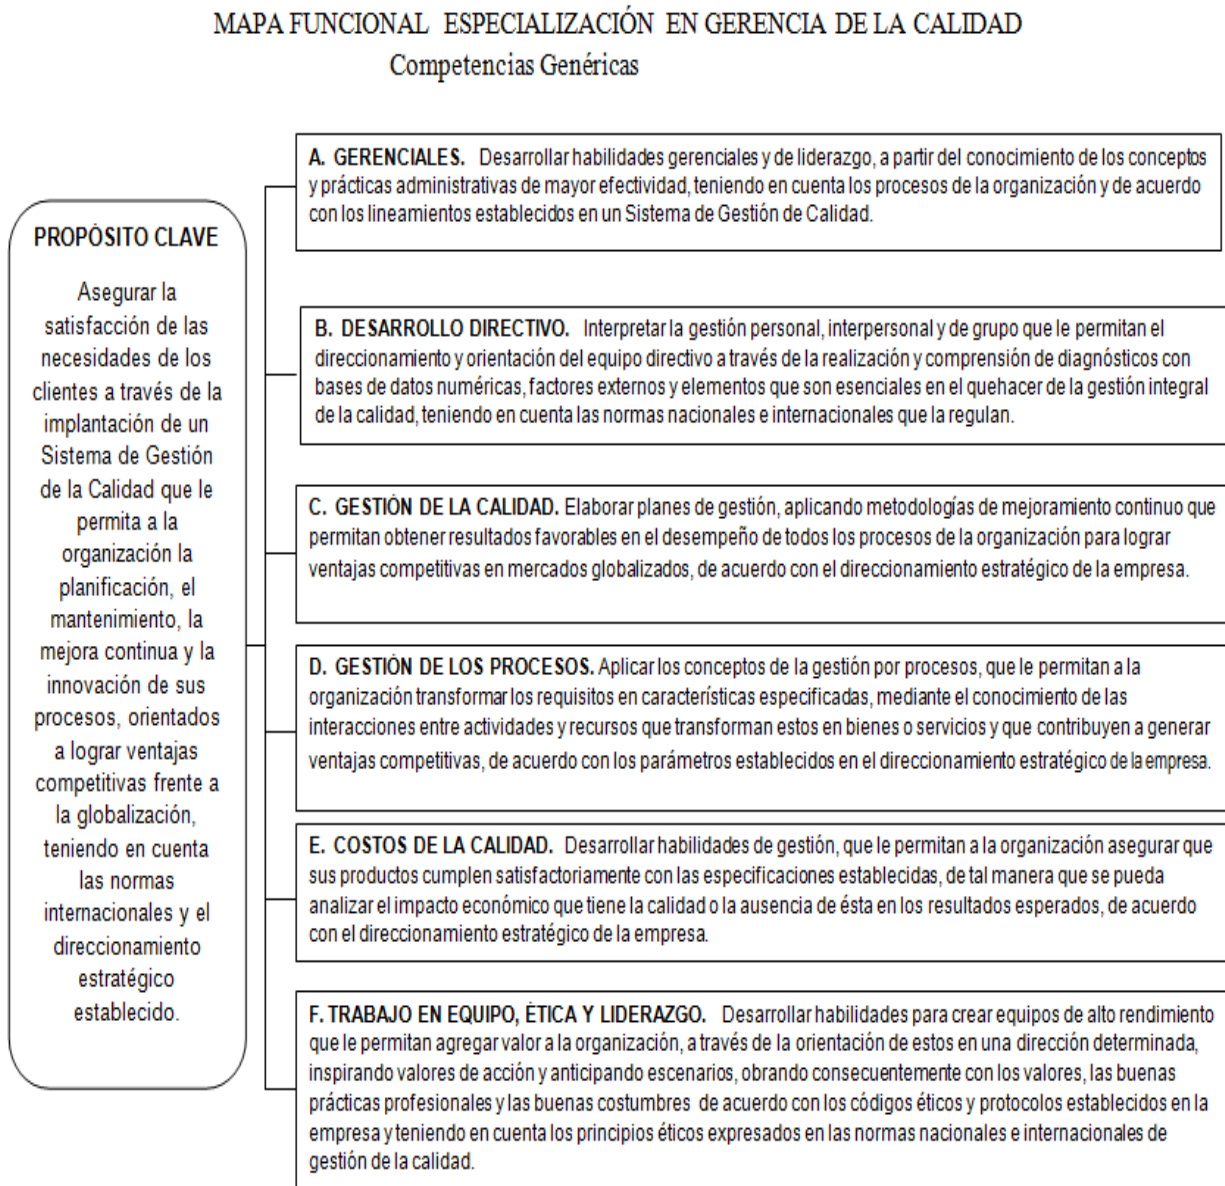 MAPA FUNCIONAL ESPECIALIZACIÓN EN GERENCIA DE LA CALIDAD
Competencias Genéricas
PROPÓSITO CLAVE
Asegurar la
satisfacción de las
necesidades de los
clientes a través de la
implantación de un
Sistema de Gestión
de la Calidad que le
permita a la
organización la
planificación, el
mantenimiento, la
mejora continua y la
innovación de sus
procesos, orientados
a lograr ventajas
competitivas frente a
la globalización,
teniendo en cuenta
las normas
internacionales y el
direccionamiento
estratégico
establecido.
A. GERENCIALES. Desarrollar habilidades gerenciales y de liderazgo, a partir del conocimiento de los conceptos
y prácticas administrativas de mayor efectividad, teniendo en cuenta los procesos de la organización y de acuerdo
con los lineamientos establecidos en un Sistema de Gestión de Calidad.
B. DESARROLLO DIRECTIVO. Interpretar la gestión personal, interpersonal y de grupo que le permitan el
direccionamiento y orientación del equipo directivo a través de la realización y comprensión de diagnósticos con
bases de datos numéricas, factores externos y elementos que son esenciales en el quehacer de la gestión integral
de la calidad, teniendo en cuenta las normas nacionales e internacionales que la regulan.
C. GESTIÓN DE LA CALIDAD. Elaborar planes de gestión, aplicando metodologías de mejoramiento continuo que
permitan obtener resultados favorables en el desempeño de todos los procesos de la organización para lograr
ventajas competitivas en mercados globalizados, de acuerdo con el direccionamiento estratégico de la empresa.
D. GESTIÓN DE LOS PROCESOS. Aplicar los conceptos de la gestión por procesos, que le permitan a la
organización transformar los requisitos en características especificadas, mediante el conocimiento de las
interacciones entre actividades y recursos que transforman estos en bienes o servicios y que contribuyen a generar
ventajas competitivas, de acuerdo con los parámetros establecidos en el direccionamiento estratégico de la empresa.
E. COSTOS DE LA CALIDAD. Desarrollar habilidades de gestión, que le permitan a la organización asegurar que
sus productos cumplen satisfactoriamente con las especificaciones establecidas, de tal manera que se pueda
analizar el impacto económico que tiene la calidad o la ausencia de ésta en los resultados esperados, de acuerdo
con el direccionamiento estratégico de la empresa.
F. TRABAJO EN EQUIPO, ÉTICA Y LIDERAZGO. Desarrollar habilidades para crear equipos de alto rendimiento
que le permitan agregar valor a la organización, a través de la orientación de estos en una dirección determinada,
inspirando valores de acción y anticipando escenarios, obrando consecuentemente con los valores, las buenas
prácticas profesionales y las buenas costumbres de acuerdo con los códigos éticos y protocolos establecidos en la
empresa y teniendo en cuenta los principios éticos expresados en las normas nacionales e internacionales de
gestión de la calidad.